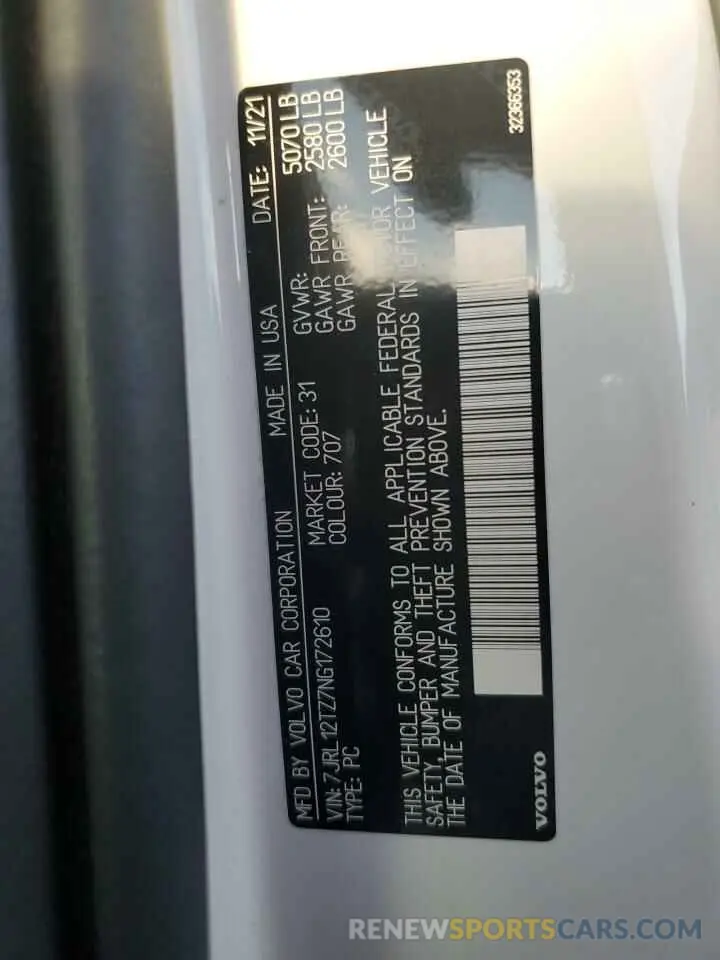 MFD BY VOLVO CAR CORPORATION MADE IN USA DATE: 11/21
VIN: 7JRL12TZ7NG172610 MARKET CODE: 31 GVWR: 5070 LB
TYPE: PC COLOUR: 707 GAWR FRONT: 2580 LB
GAWR REAR: 2600 LB
THIS VEHICLE CONFORMS TO ALL APPLICABLE FEDERAL MOTOR VEHICLE
SAFETY, BUMPER AND THEFT PREVENTION STANDARDS IN EFFECT ON
THE DATE OF MANUFACTURE SHOWN ABOVE.
VOLVO 32366353
RENEWSPORTSCARS.COM